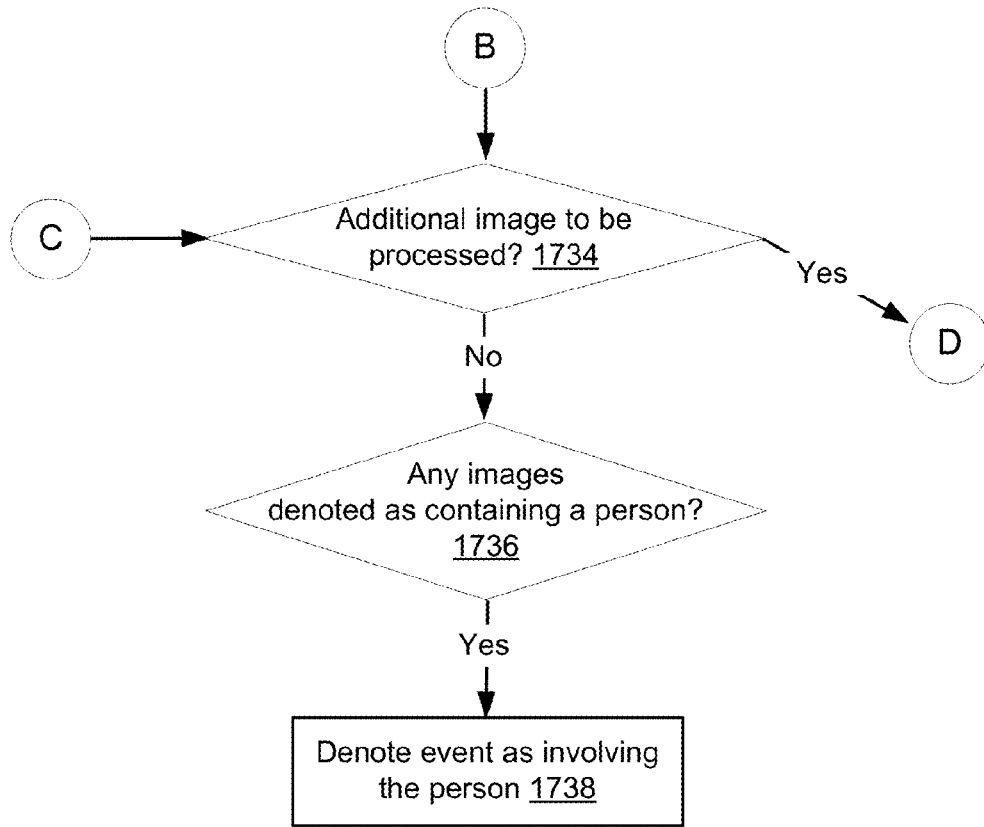 B
C
Additional image to be
processed? 1734
Yes
D
No
Any images
denoted as containing a person?
1736
Yes
Denote event as involving
the person 1738